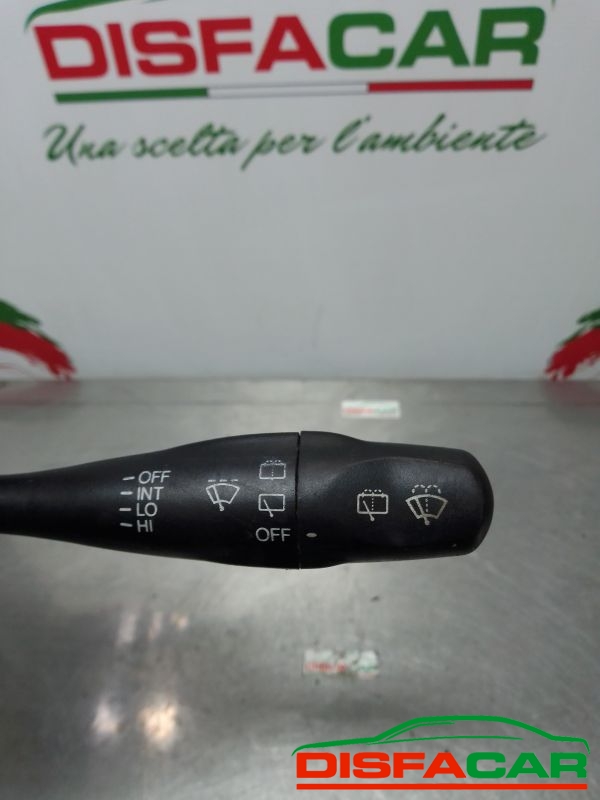 DISFACAR
Una scelta per l'ambiente
OFF
INT
LO
HI
OFF
DISFACAR